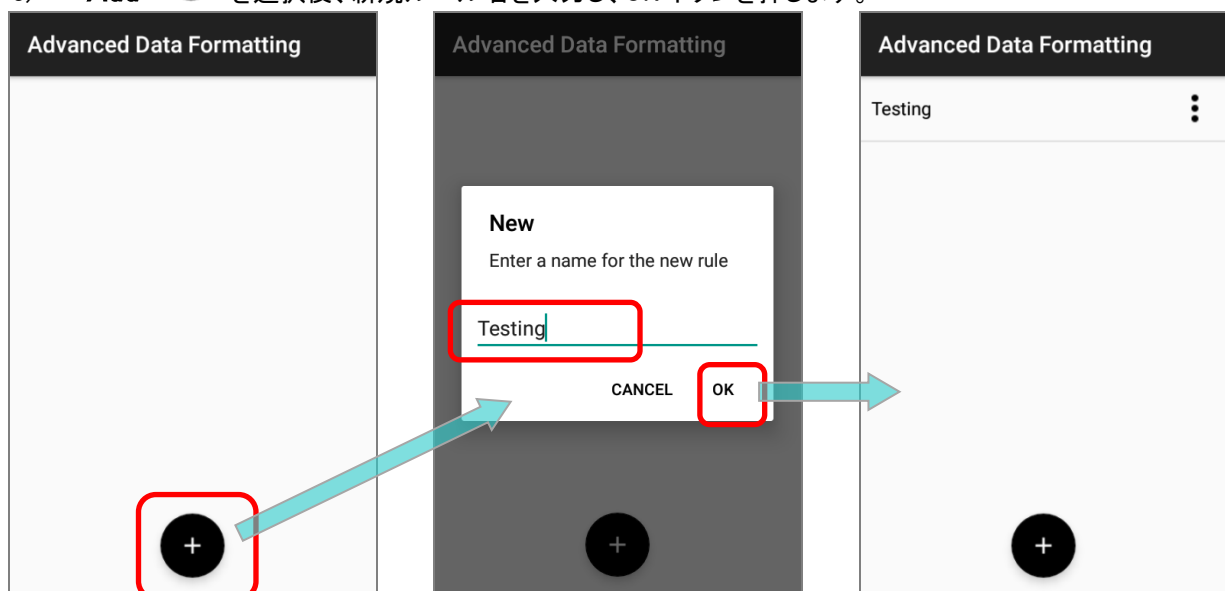 Advanced Data Formatting
Advanced Data Formatting
New
Enter a name for the new rule
Testing
CANCEL OK
Advanced Data Formatting
Testing